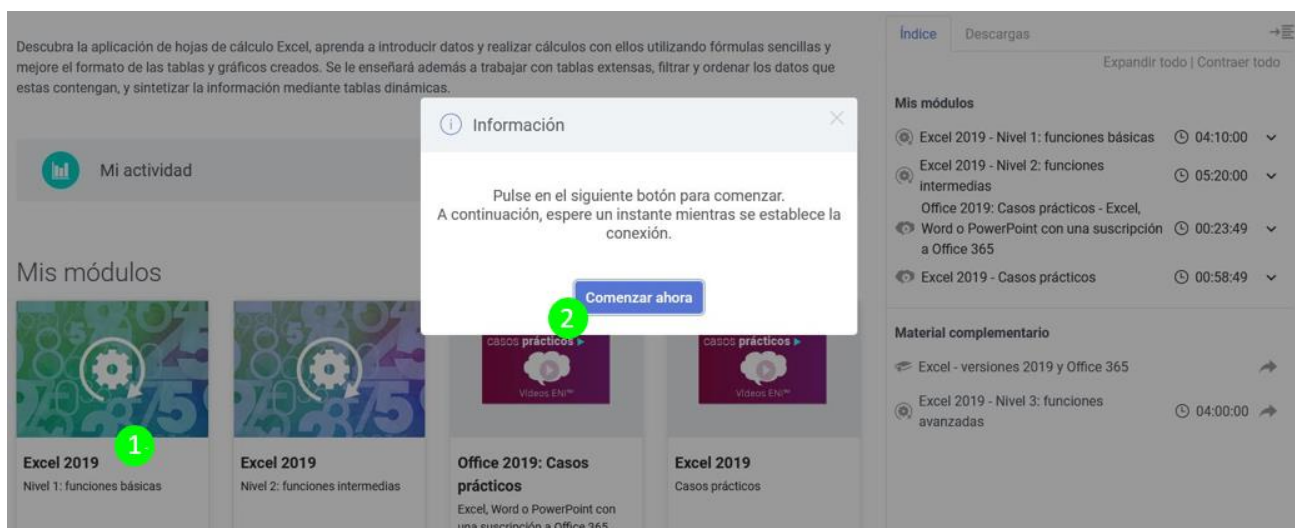 Descubra la aplicación de hojas de cálculo Excel, aprenda a introducir datos y realizar cálculos con ellos utilizando fórmulas sencillas y
mejore el formato de las tablas y gráficos creados. Se le enseñará además a trabajar con tablas extensas, filtrar y ordenar los datos que
estas contengan, y sintetizar la información mediante tablas dinámicas.
Mi actividad
Mis módulos
Información
Pulse en el siguiente botón para comenzar.
A continuación, espere un instante mientras se establece la
conexión.
Comenzar ahora
2
1
Excel 2019
Nivel 1: funciones básicas
Excel 2019
Nivel 2: funciones intermedias
casos prácticos
Vídeos ENI™
Office 2019: Casos
prácticos
Excel, Word o PowerPoint con
una suscripción a Office 365
casos prácticos
Vídeos ENI™
Excel 2019
Casos prácticos
Índice
Descargas
Expandir todo | Contraer todo
Mis módulos
Excel 2019 - Nivel 1: funciones básicas 04:10:00
Excel 2019 - Nivel 2: funciones
intermedias 05:20:00
Office 2019: Casos prácticos - Excel,
Word o PowerPoint con una suscripción 00:23:49
a Office 365
Excel 2019 - Casos prácticos 00:58:49
Material complementario
Excel - versiones 2019 y Office 365
Excel 2019 - Nivel 3: funciones
avanzadas 04:00:00